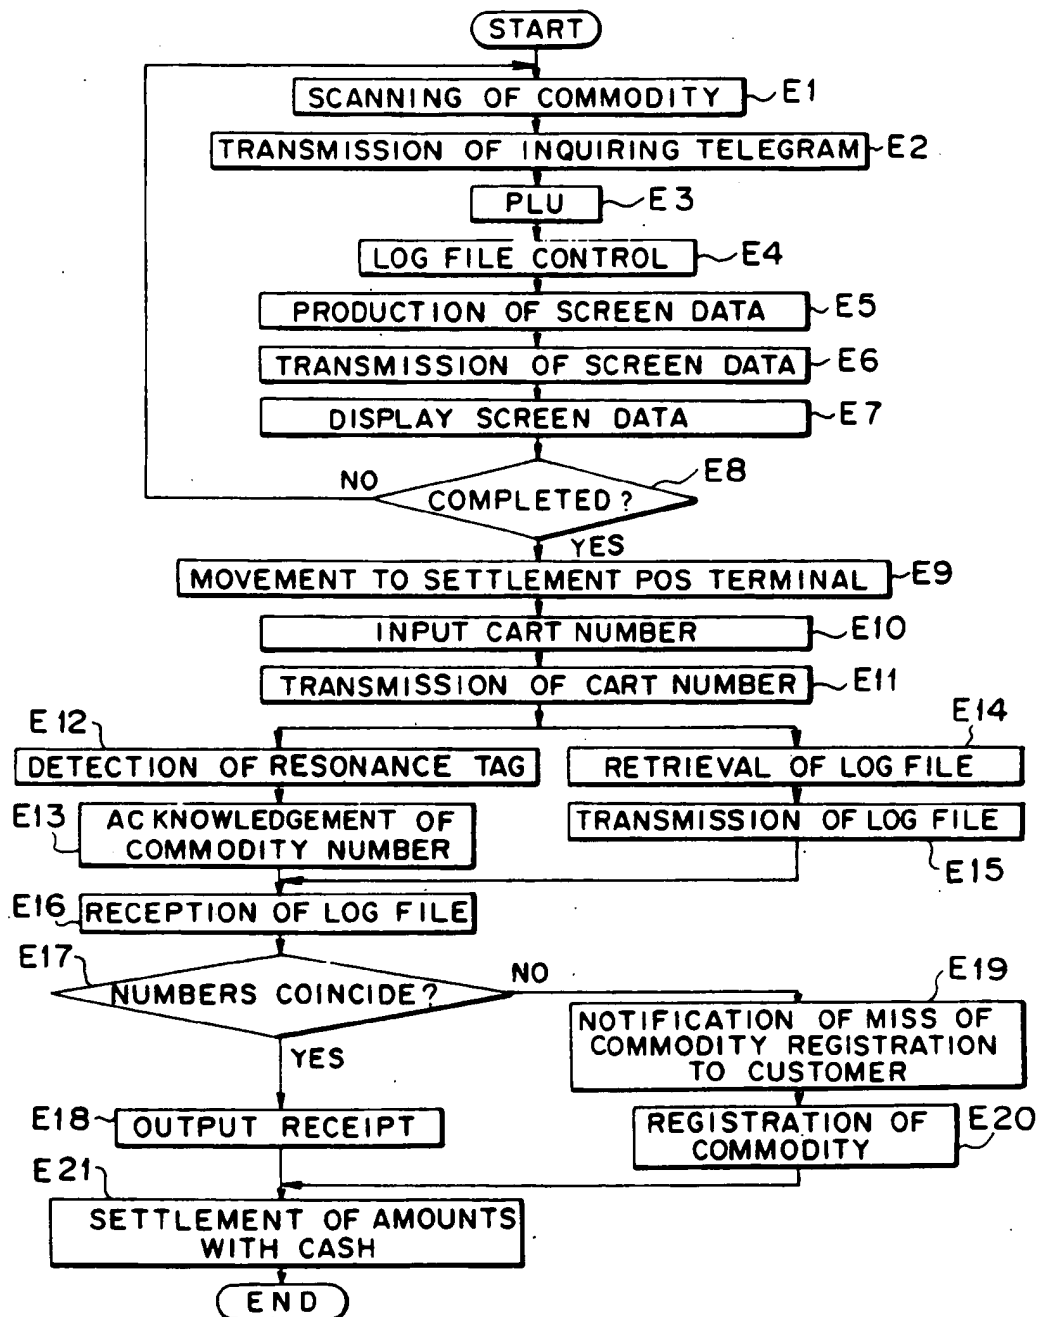 START
SCANNING OF COMMODITY
E1
TRANSMISSION OF INQUIRING TELEGRAM
E2
PLU
E3
LOG FILE CONTROL
E4
PRODUCTION OF SCREEN DATA
E5
TRANSMISSION OF SCREEN DATA
E6
DISPLAY SCREEN DATA
E7
E8
NO
COMPLETED?
YES
MOVEMENT TO SETTLEMENT POS TERMINAL
E9
INPUT CART NUMBER
E10
TRANSMISSION OF CART NUMBER
E11
E12
DETECTION OF RESONANCE TAG
E14
RETRIEVAL OF LOG FILE
E13
ACKNOWLEDGEMENT OF
COMMODITY NUMBER
TRANSMISSION OF LOG FILE
E15
E16
RECEPTION OF LOG FILE
E17
NUMBERS COINCIDE?
NO
YES
E19
NOTIFICATION OF MISS OF
COMMODITY REGISTRATION
TO CUSTOMER
E18
OUTPUT RECEIPT
REGISTRATION OF
COMMODITY
E20
E21
SETTLEMENT OF AMOUNTS
WITH CASH
END